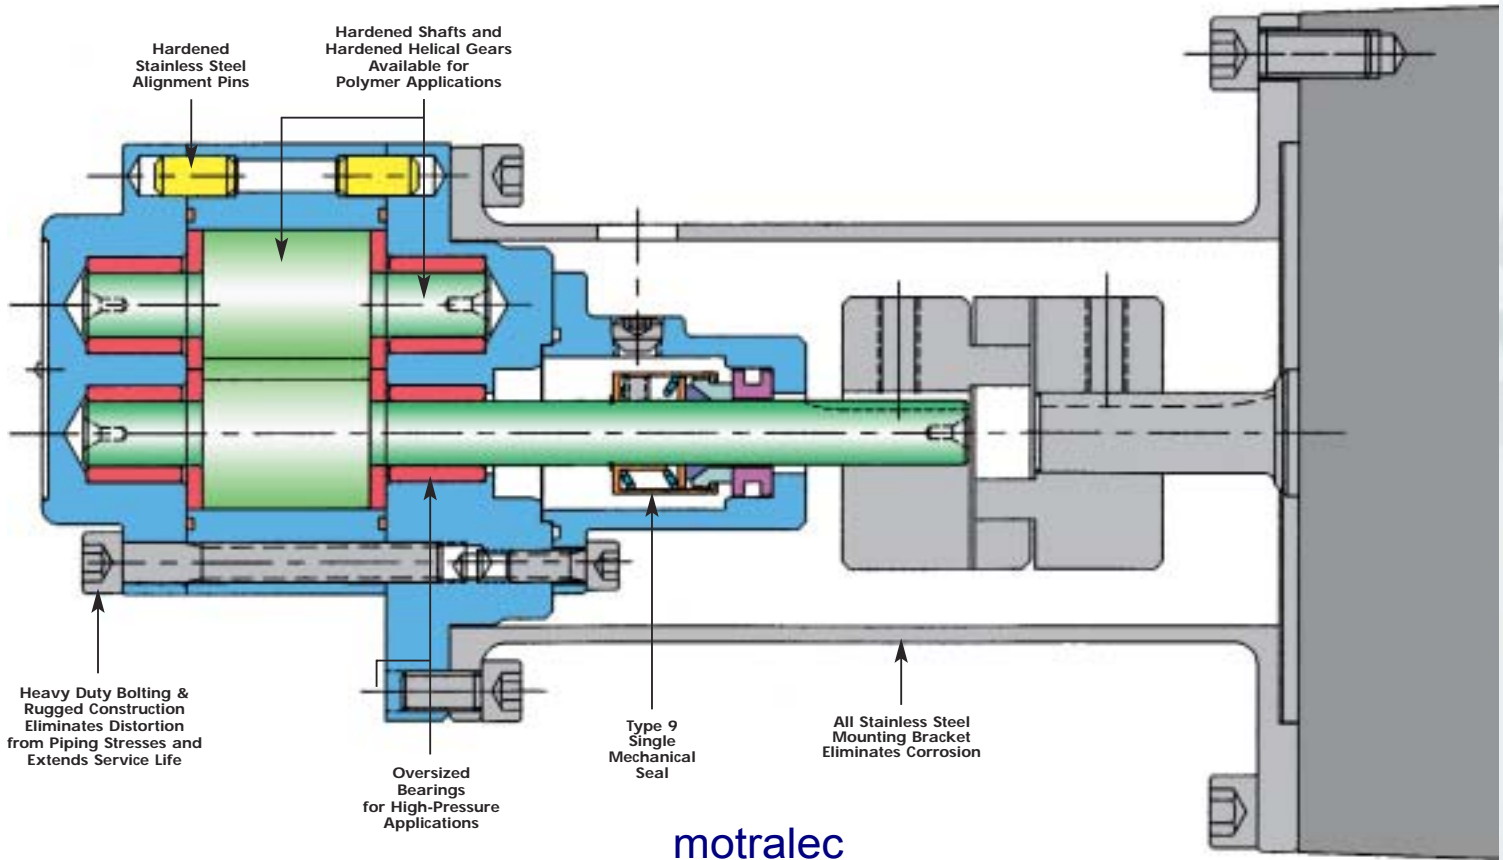 Hardened
Stainless Steel
Alignment Pins
Hardened Shafts and
Hardened Helical Gears
Available for
Polymer Applications
Heavy Duty Bolting &
Rugged Construction
Eliminates Distortion
from Piping Stresses and
Extends Service Life
Oversized
Bearings
for High-Pressure
Applications
Type 9
Single
Mechanical
Seal
All Stainless Steel
Mounting Bracket
Eliminates Corrosion
motralec